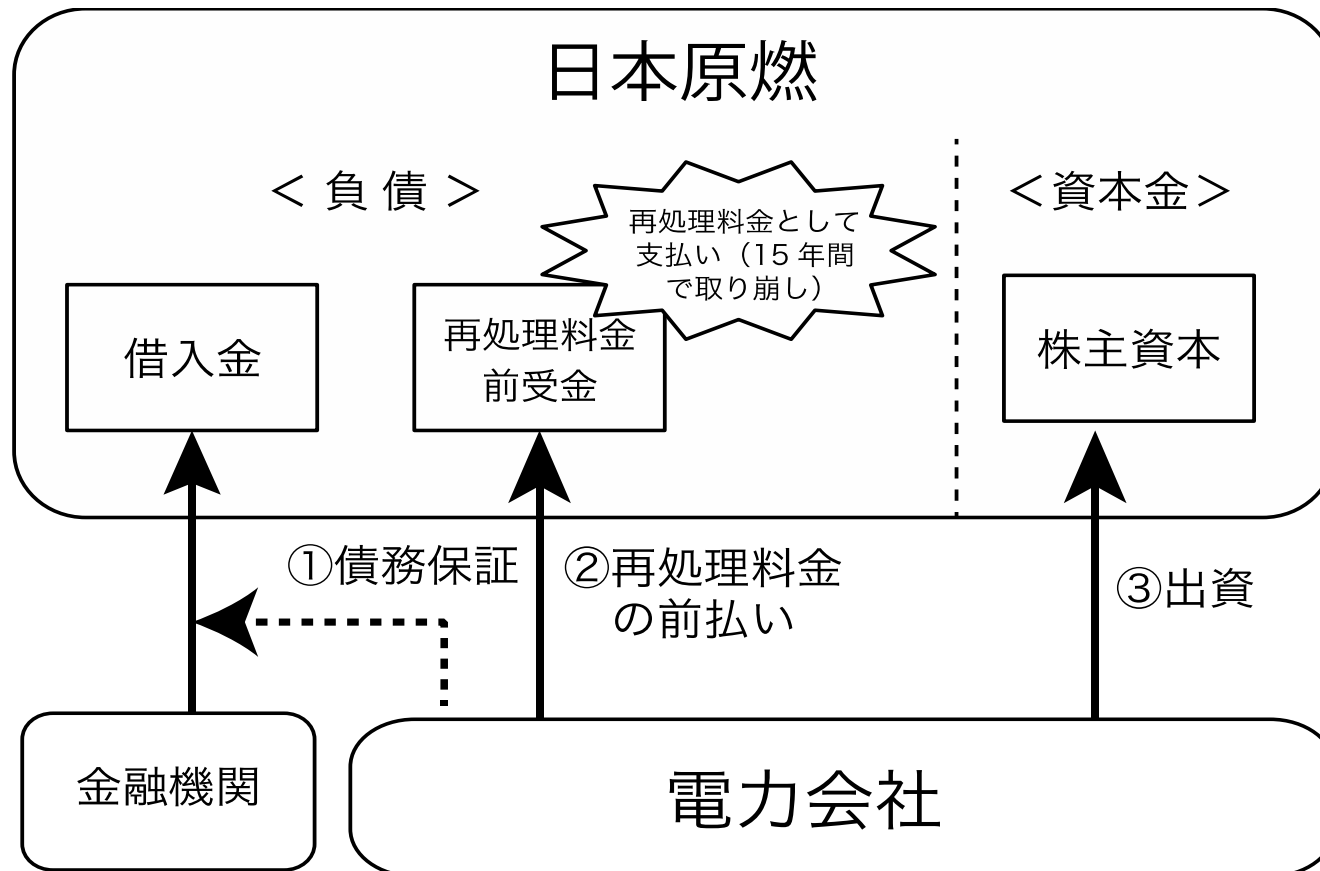 日本原燃
＜ 負 債 ＞
＜資本金＞
再処理料金として
支払い（15 年間
で取り崩し）
借入金
再処理料金
前受金
株主資本
①債務保証
②再処理料金
の前払い
③出資
金融機関
電力会社